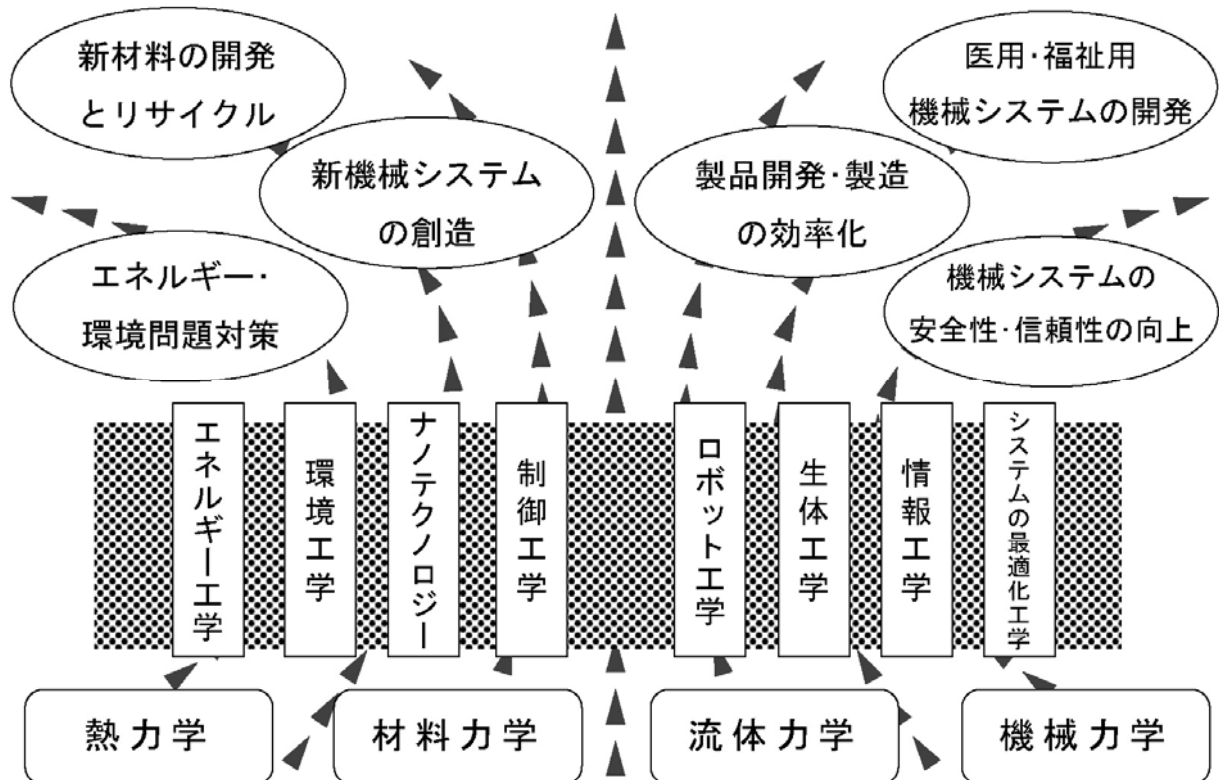 新材料の開発
とリサイクル
医用・福祉用
機械システムの開発
新機械システム
の創造
製品開発・製造
の効率化
エネルギー・
環境問題対策
機械システムの
安全性・信頼性の向上
エネルギー工学
環境工学
ナノテクノロジー
制御工学
ロボット工学
生体工学
情報工学
システムの最適化工学
熱力学
材料力学
流体力学
機械力学